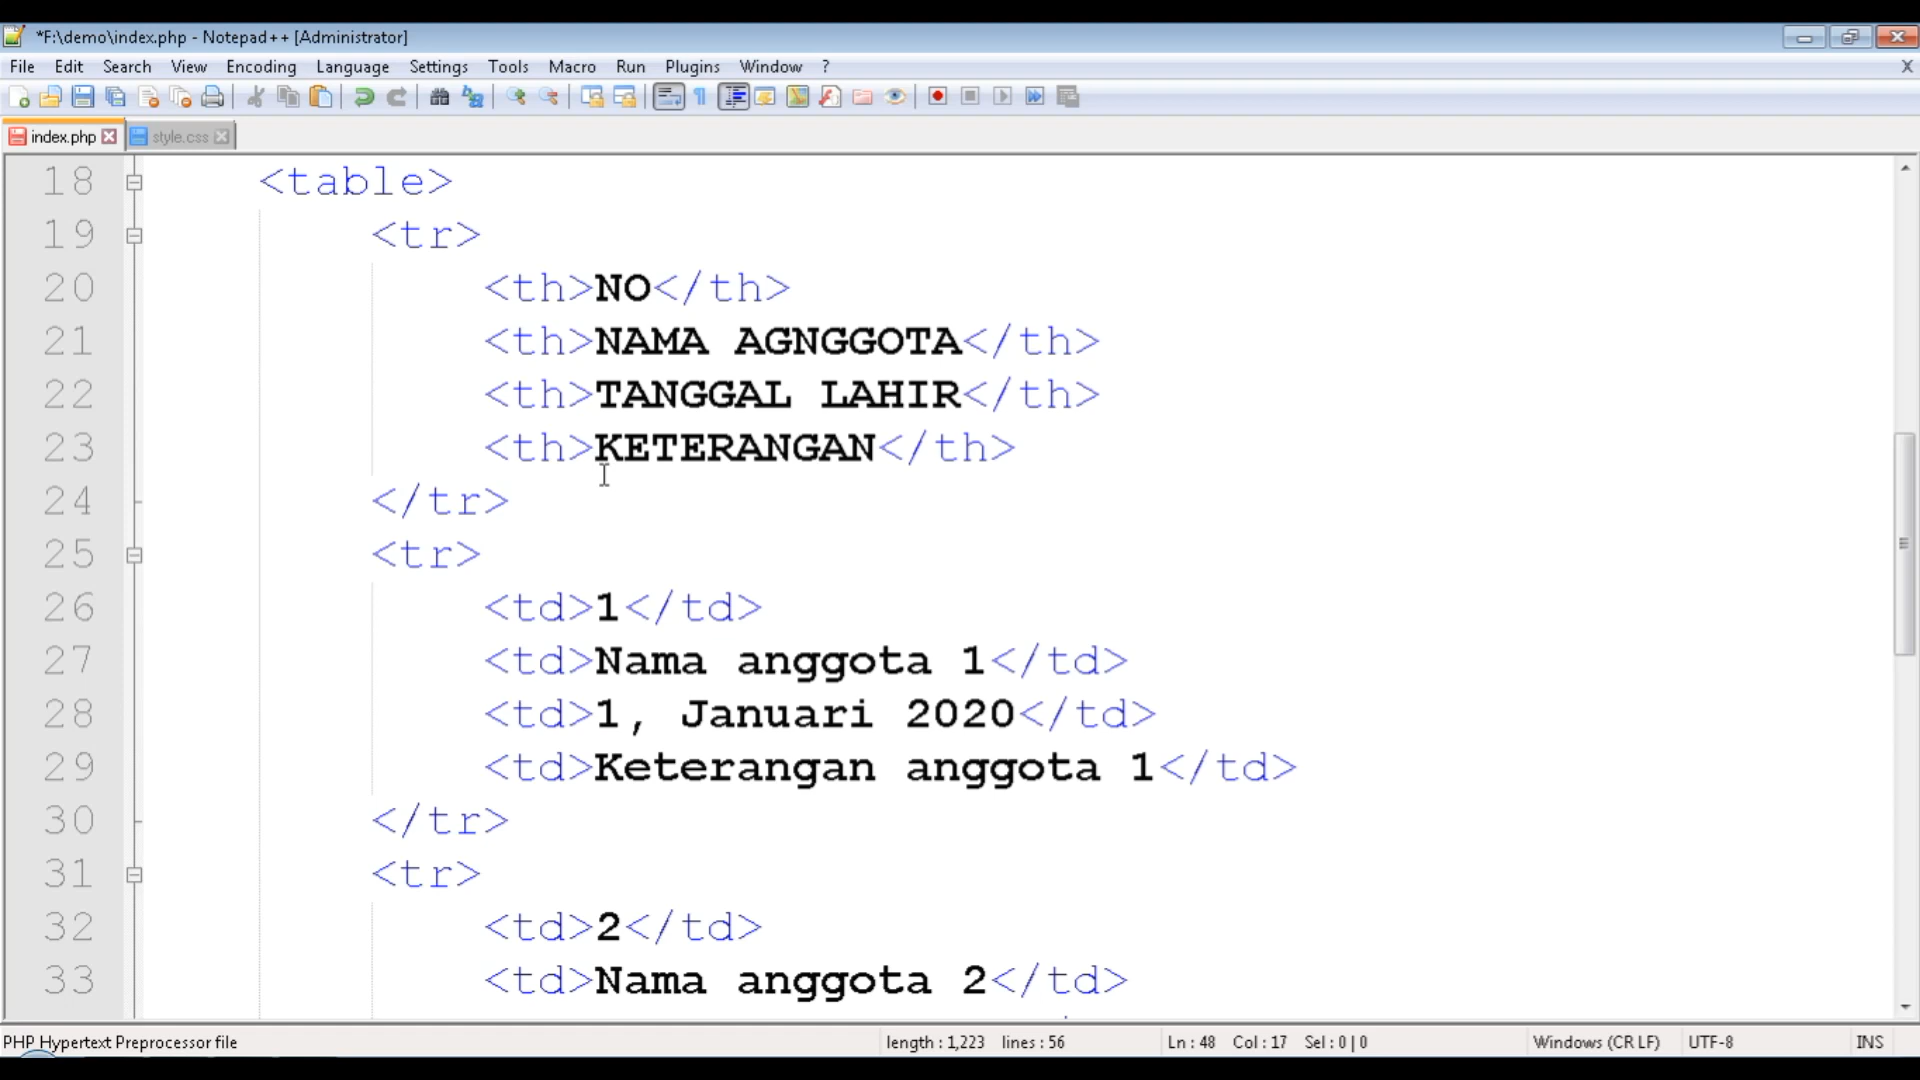 *F:\demo\index.php - Notepad++ [Administrator]
File Edit Search View Encoding Language Settings Tools Macro Run Plugins Window ? X
index.php style.css
18 <table>
19 <tr>
20 <th>NO</th>
21 <th>NAMA AGNGGOTA</th>
22 <th>TANGGAL LAHIR</th>
23 <th>KETERANGAN</th>
24 </tr>
25 <tr>
26 <td>1</td>
27 <td>Nama anggota 1</td>
28 <td>1, Januari 2020</td>
29 <td>Keterangan anggota 1</td>
30 </tr>
31 <tr>
32 <td>2</td>
33 <td>Nama anggota 2</td>
PHP Hypertext Preprocessor file length : 1,223 lines : 56 Ln : 48 Col : 17 Sel : 0 | 0 Windows (CR LF) UTF-8 INS